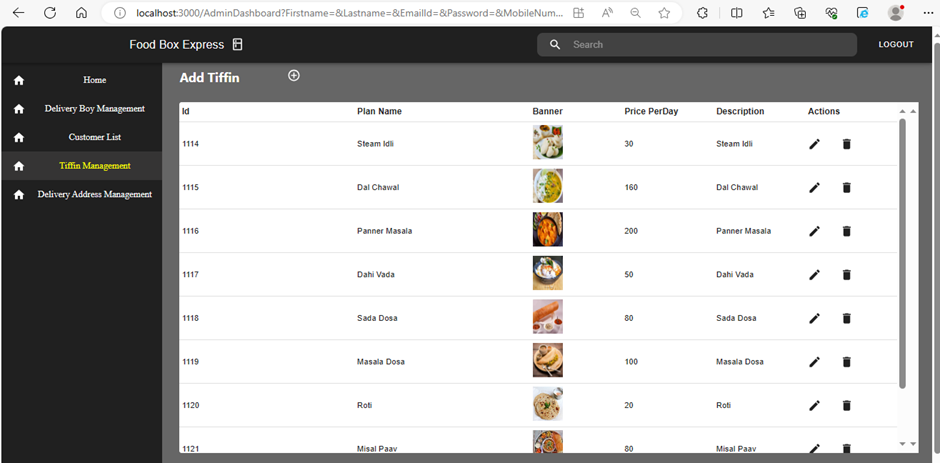 localhost:3000/AdminDashboard?Firstname=&Lastname=&EmailId=&Password=&MobileNum...
Food Box Express
Search
LOGOUT
Home
Delivery Boy Management
Customer List
Tiffin Management
Delivery Address Management
Add Tiffin
Id Plan Name Banner Price PerDay Description Actions
1114 Steam Idli 30 Steam Idli
1115 Dal Chawal 160 Dal Chawal
1116 Panner Masala 200 Panner Masala
1117 Dahi Vada 50 Dahi Vada
1118 Sada Dosa 80 Sada Dosa
1119 Masala Dosa 100 Masala Dosa
1120 Roti 20 Roti
1121 Misal Paav 80 Misal Paav